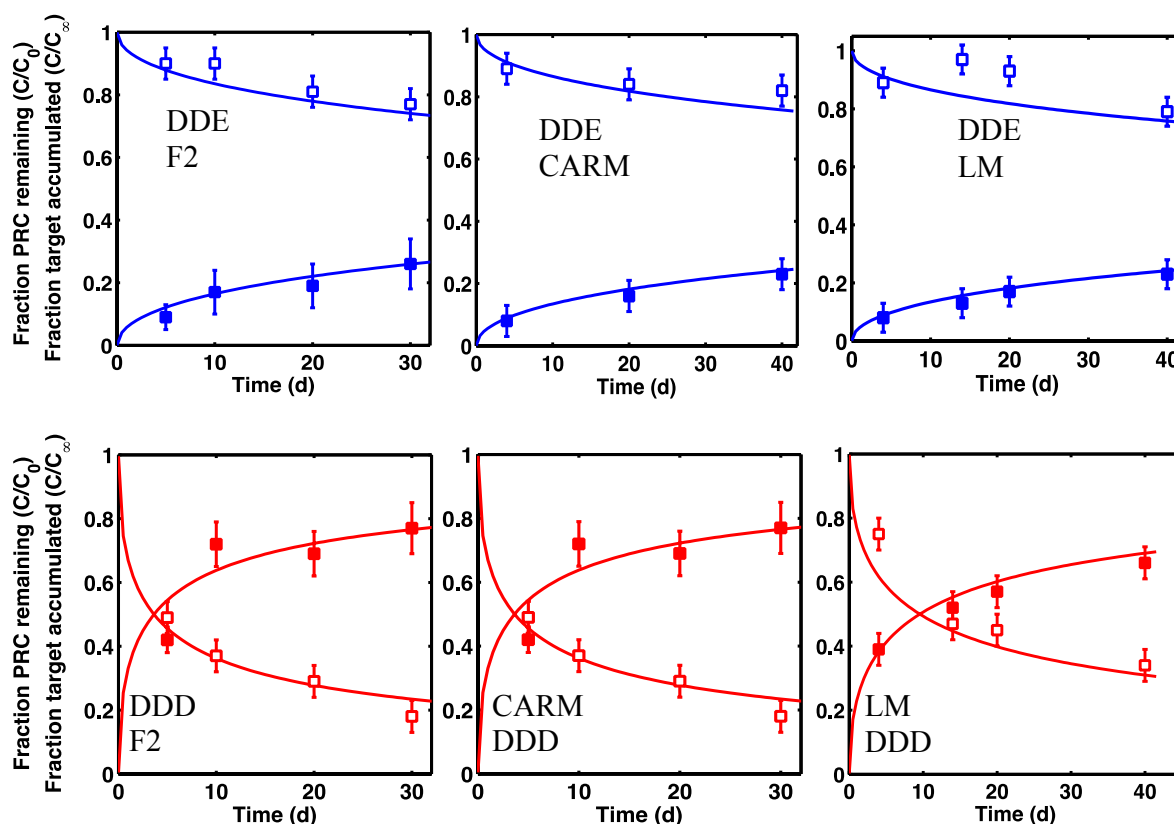 Fraction PRC remaining (C/C0)
Fraction target accumulated (C/C∞)
1
0.8
0.6
0.4
0.2
0
DDE
F2
0 10 20 30
Time (d)
1
0.8
0.6
0.4
0.2
0
DDE
CARM
0 10 20 30 40
Time (d)
1
0.8
0.6
0.4
0.2
0
DDE
LM
0 10 20 30 40
Time (d)
Fraction PRC remaining (C/C0)
Fraction target accumulated (C/C∞)
1
0.8
0.6
0.4
0.2
0
DDD
F2
0 10 20 30
Time (d)
1
0.8
0.6
0.4
0.2
0
CARM
DDD
0 10 20 30
Time (d)
1
0.8
0.6
0.4
0.2
0
LM
DDD
0 10 20 30 40
Time (d)